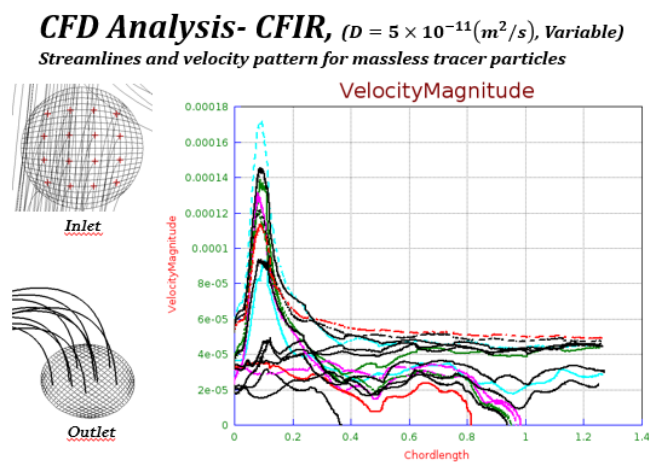 CFD Analysis- CFIR, (D = 5 × 10⁻¹¹(m²/s), Variable)
Streamlines and velocity pattern for massless tracer particles
Inlet
Outlet
VelocityMagnitude
VelocityMagnitude
0.00018
0.00016
0.00014
0.00012
0.0001
8e-05
6e-05
4e-05
2e-05
0
0 0.2 0.4 0.6 0.8 1 1.2 1.4
Chordlength